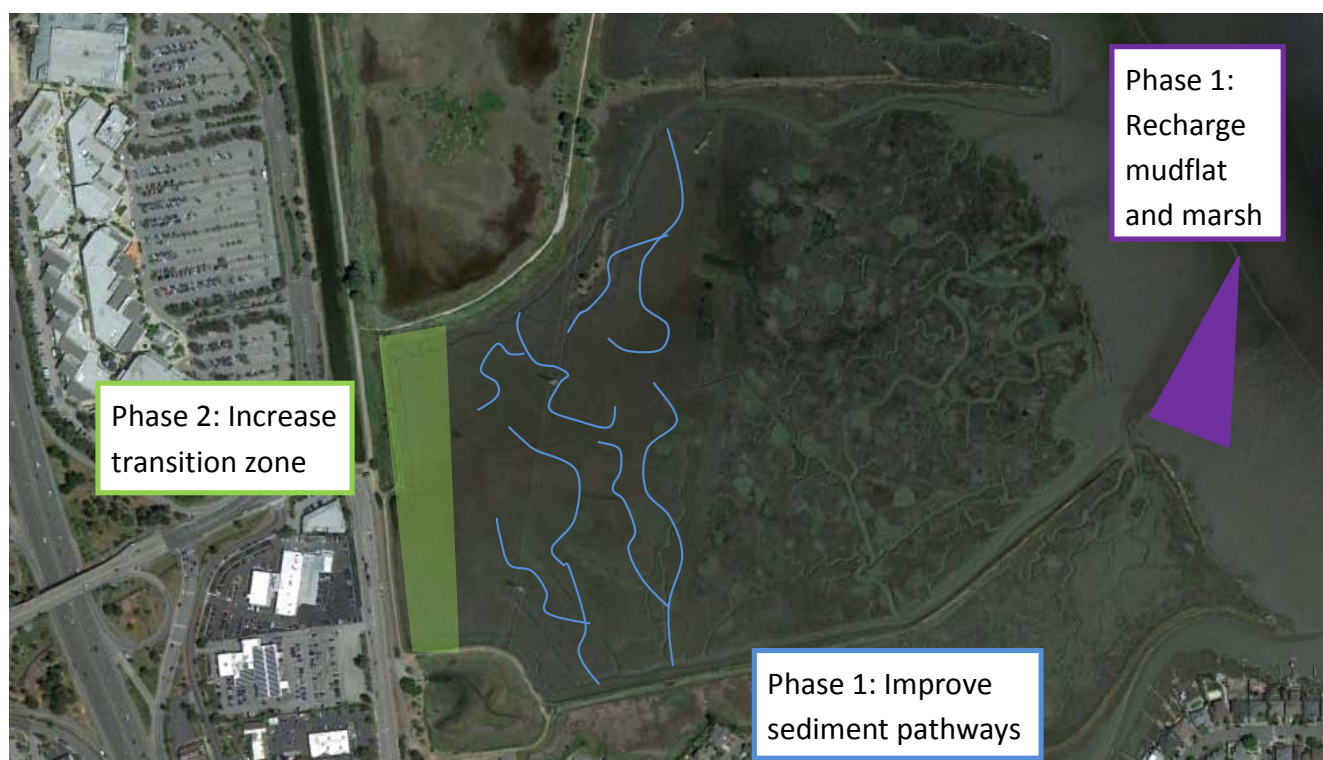 Phase 1:
Recharge
mudflat
and marsh
Phase 2: Increase
transition zone
Phase 1: Improve
sediment pathways